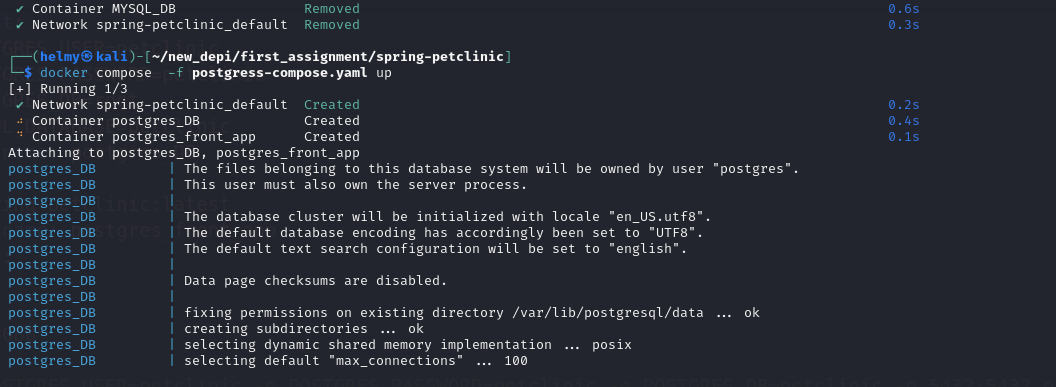 ✔ Container MYSQL_DB Removed 0.6s
✔ Network spring-petclinic_default Removed 0.3s
┌──(helmy㉿kali)-[~/new_depi/first_assignment/spring-petclinic]
└─$ docker compose -f postgress-compose.yaml up
[+] Running 1/3
✔ Network spring-petclinic_default Created 0.2s
Container postgres_DB Created 0.4s
Container postgres_front_app Created 0.1s
Attaching to postgres_DB, postgres_front_app
postgres_DB | The files belonging to this database system will be owned by user "postgres".
postgres_DB | This user must also own the server process.
postgres_DB |
postgres_DB | The database cluster will be initialized with locale "en_US.utf8".
postgres_DB | The default database encoding has accordingly been set to "UTF8".
postgres_DB | The default text search configuration will be set to "english".
postgres_DB |
postgres_DB | Data page checksums are disabled.
postgres_DB |
postgres_DB | fixing permissions on existing directory /var/lib/postgresql/data ... ok
postgres_DB | creating subdirectories ... ok
postgres_DB | selecting dynamic shared memory implementation ... posix
postgres_DB | selecting default "max_connections" ... 100